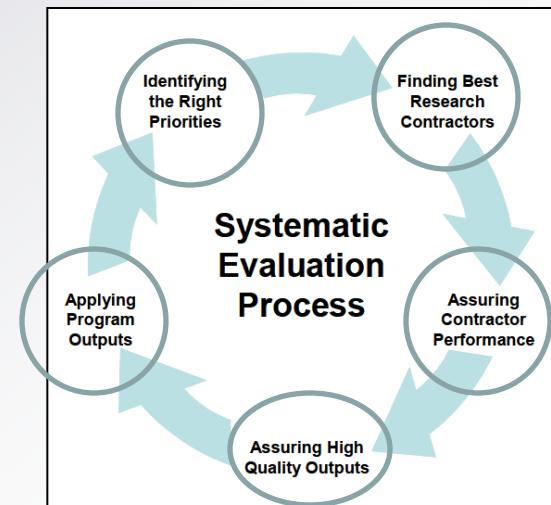 Identifying
the Right
Priorities
Finding Best
Research
Contractors
Systematic
Evaluation
Process
Applying
Program
Outputs
Assuring
Contractor
Performance
Assuring High
Quality Outputs